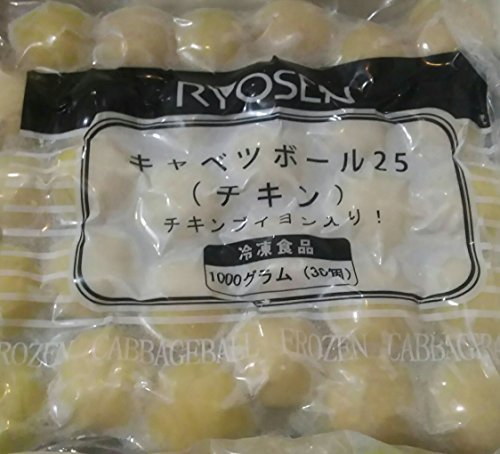 RYOSEN
キャベツボール25
（チキン）
チキンブイヨン入り！
冷凍食品
1000グラム（36個）
FROZEN CABBAGEBALL FROZEN CABBAGEBA